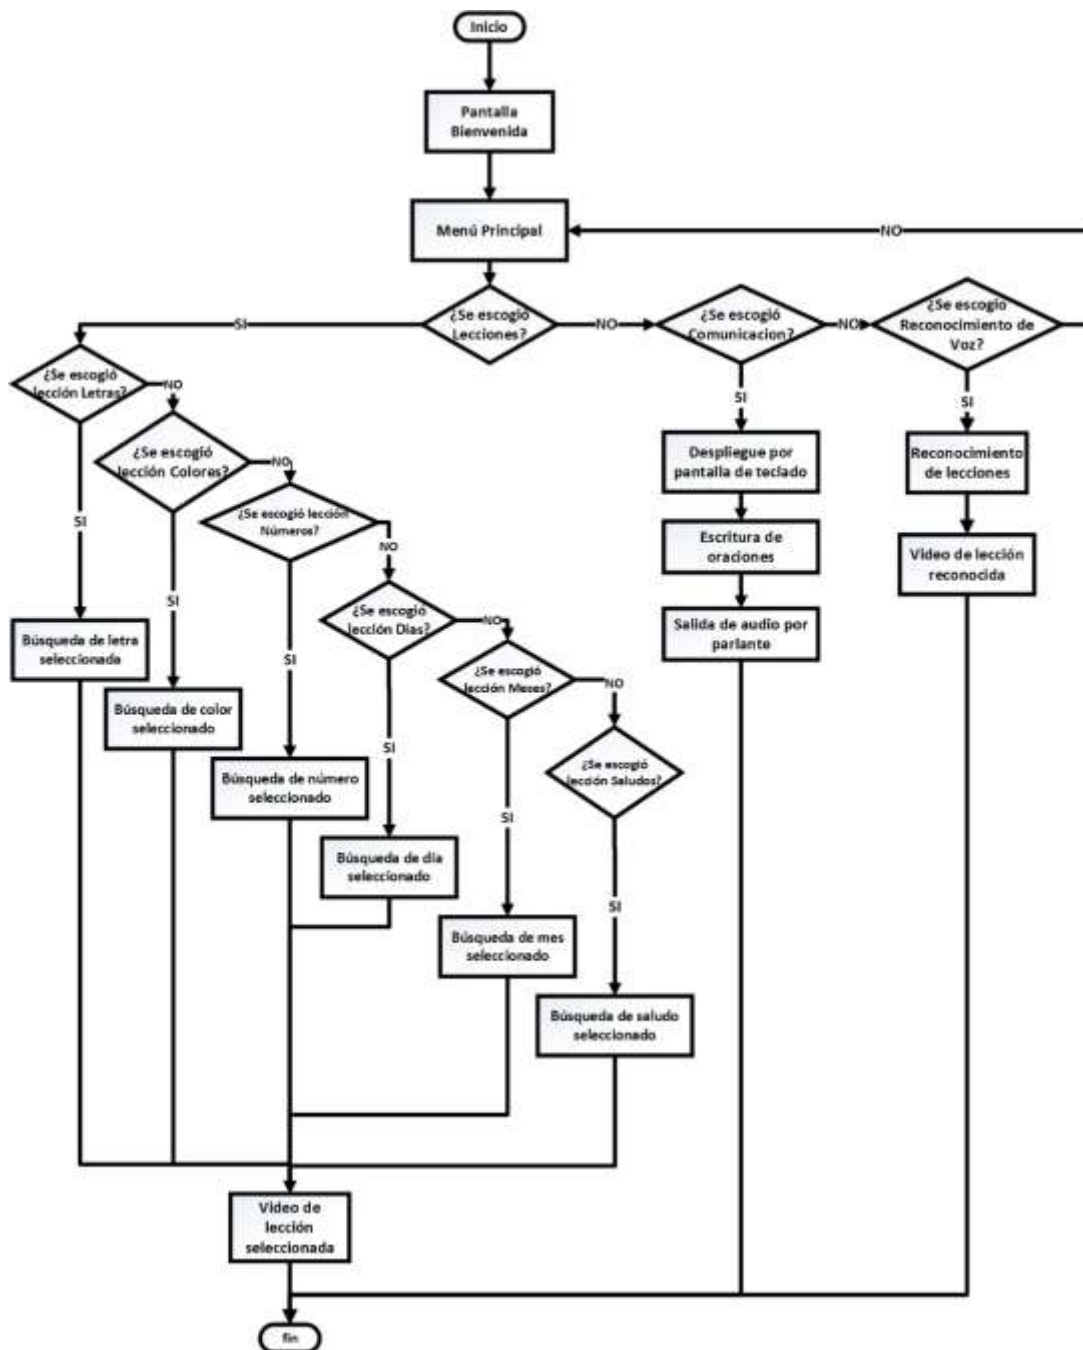 Inicio
Pantalla
Bienvenida
Menú Principal
NO
¿Se escogió
Lecciones?
SI
NO
¿Se escogió
Comunicacion?
NO
¿Se escogio
Reconocimiento de
Voz?
¿Se escogió
lección Letras?
NO
SI
¿Se escogió
lección Colores?
NO
SI
¿Se escogió lección
Números?
NO
SI
¿Se escogió
lección Días?
NO
SI
¿Se escogió
lección Meses?
NO
SI
¿Se escogió
lección Saludos?
SI
Búsqueda de letra
seleccionada
Búsqueda de color
seleccionado
Búsqueda de número
seleccionado
Búsqueda de día
seleccionado
Búsqueda de mes
seleccionado
Búsqueda de saludo
seleccionado
SI
Despliegue por
pantalla de teclado
Escritura de
oraciones
Salida de audio por
parlante
SI
Reconocimiento
de lecciones
Video de lección
reconocida
Video de
lección
seleccionada
fin